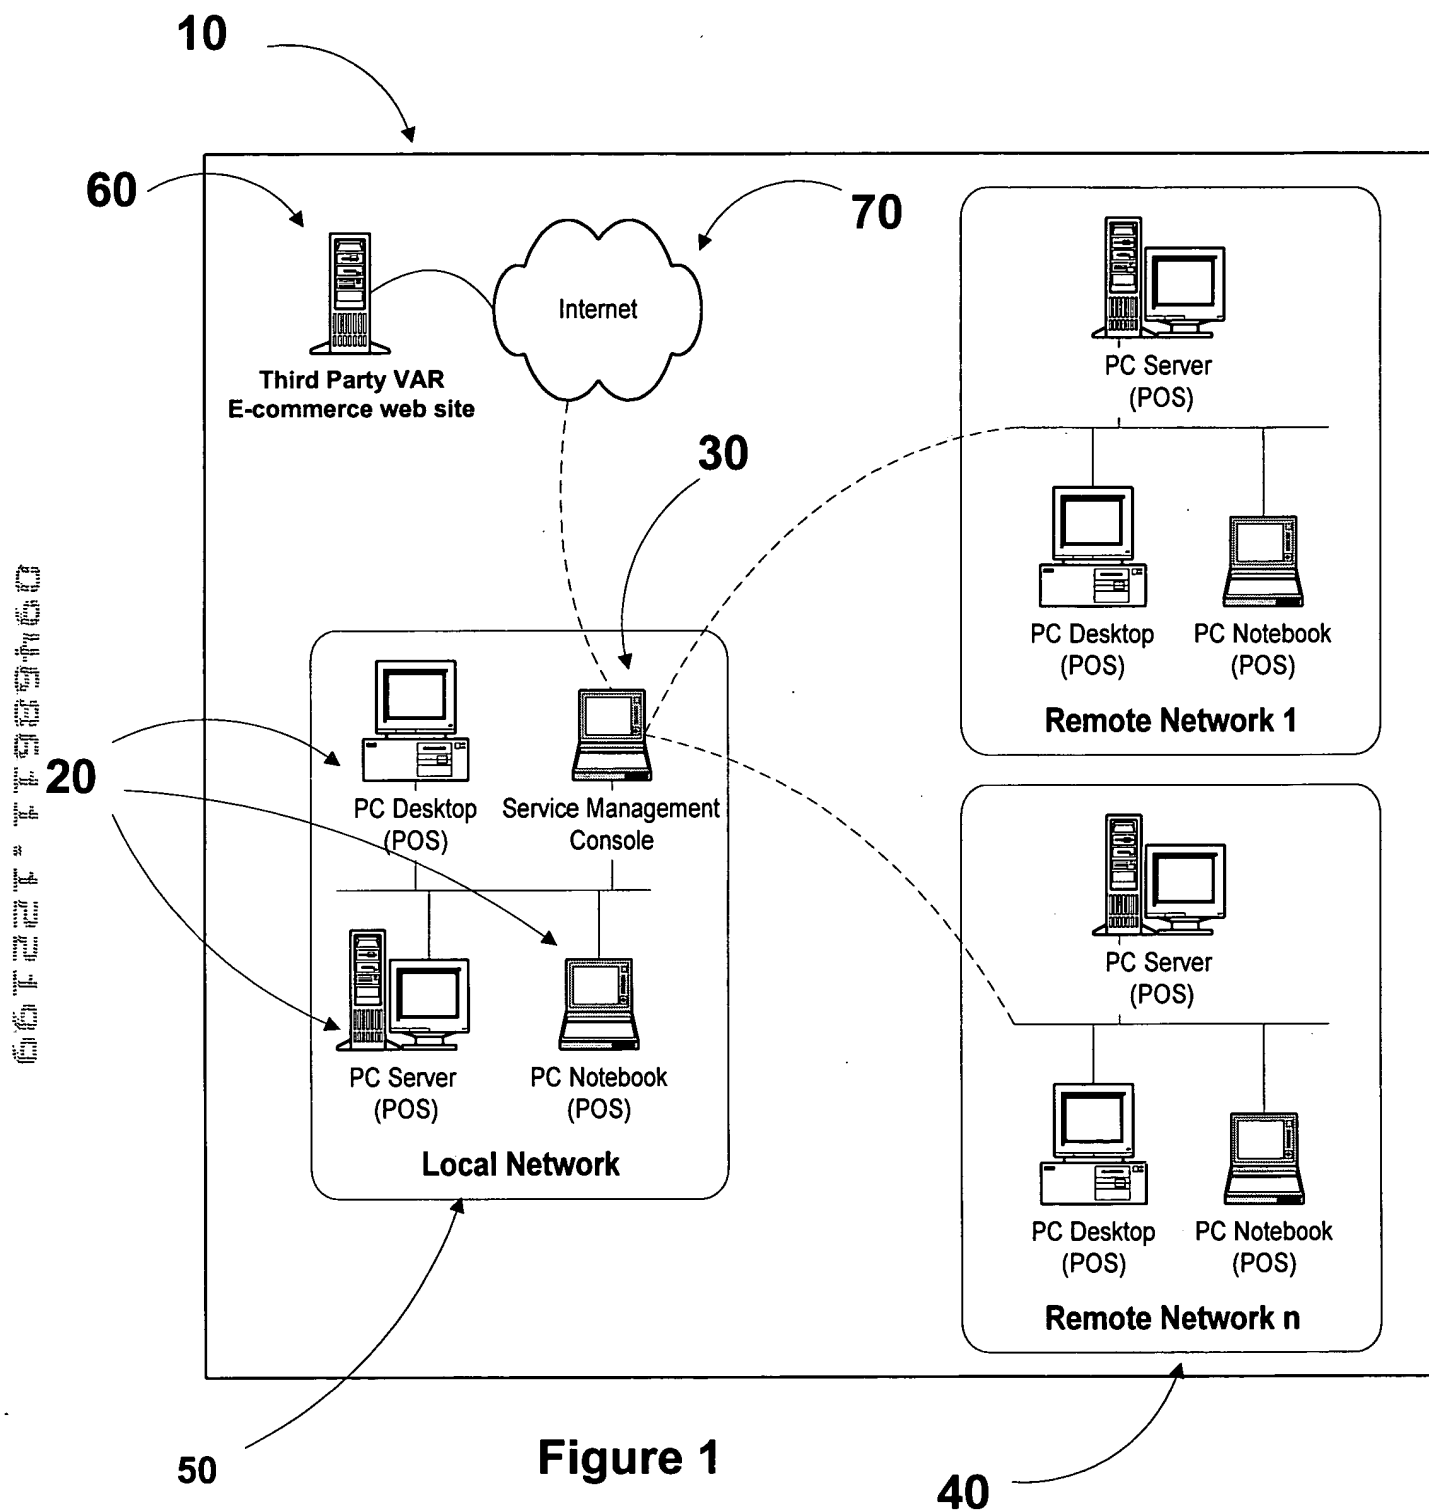 10
60
70
Internet
Third Party VAR
E-commerce web site
PC Server
(POS)
30
PC Desktop
(POS)
PC Notebook
(POS)
Remote Network 1
20
PC Desktop
(POS)
Service Management
Console
PC Server
(POS)
PC Notebook
(POS)
Local Network
PC Server
(POS)
PC Desktop
(POS)
PC Notebook
(POS)
Remote Network n
50
Figure 1
40